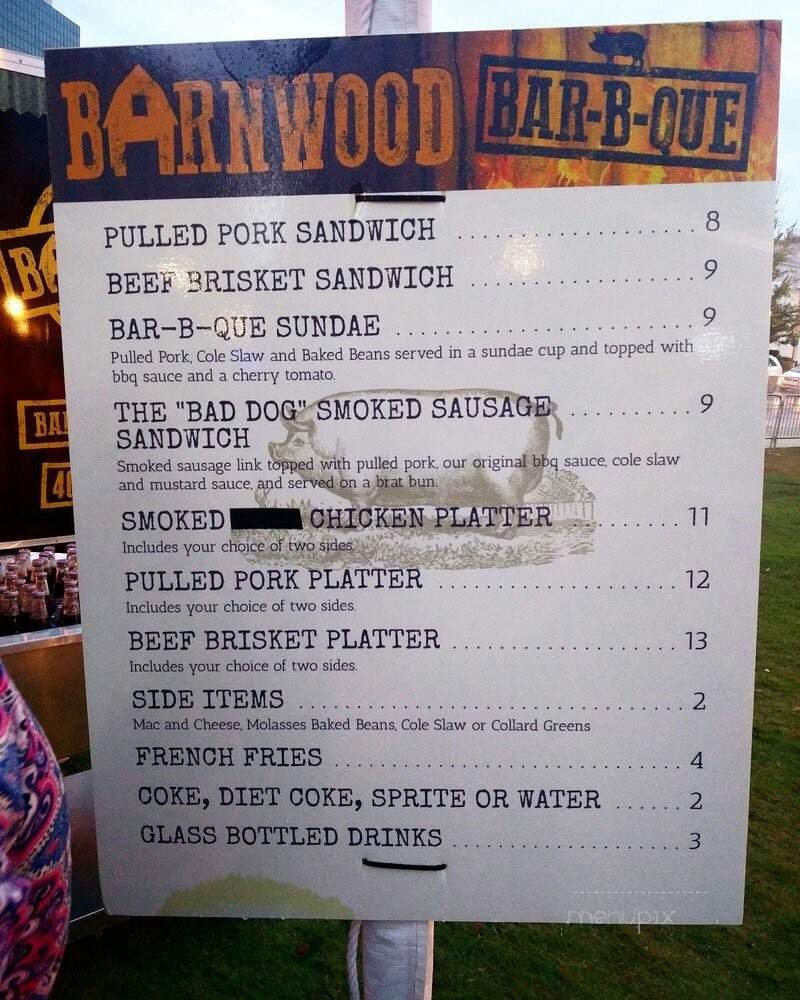 BARNWOOD BAR-B-QUE
PULLED PORK SANDWICH .................... 8
BEEF BRISKET SANDWICH .................. 9
BAR-B-QUE SUNDAE ......................... 9
Pulled Pork, Cole Slaw and Baked Beans served in a sundae cup and topped with
bbq sauce and a cherry tomato.
THE "BAD DOG" SMOKED SAUSAGE .......... 9
SANDWICH
Smoked sausage link topped with pulled pork, our original bbq sauce, cole slaw
and mustard sauce, and served on a brat bun.
SMOKED CHICKEN PLATTER .......... 11
Includes your choice of two sides.
PULLED PORK PLATTER .................... 12
Includes your choice of two sides.
BEEF BRISKET PLATTER ................... 13
Includes your choice of two sides.
SIDE ITEMS ................................ 2
Mac and Cheese, Molasses Baked Beans, Cole Slaw or Collard Greens
FRENCH FRIES ............................. 4
COKE, DIET COKE, SPRITE OR WATER ...... 2
GLASS BOTTLED DRINKS ................... 3
menupix